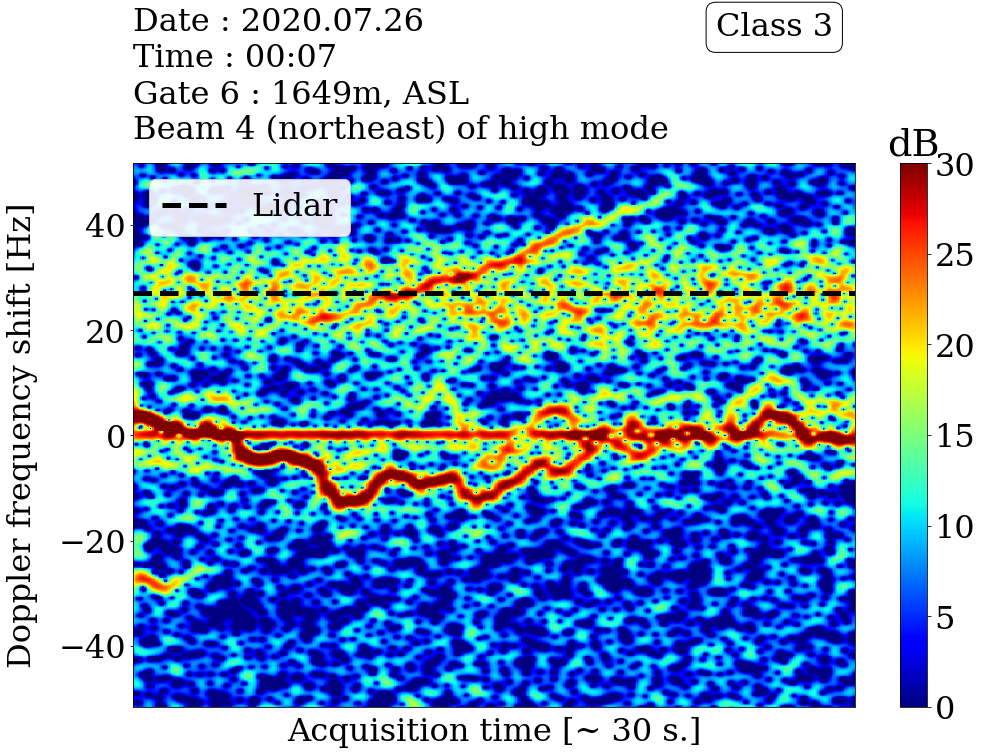 Date : 2020.07.26
Time : 00:07
Gate 6 : 1649m, ASL
Beam 4 (northeast) of high mode
Class 3
dB
Lidar
Doppler frequency shift [Hz]
40
20
0
−20
−40
Acquisition time [~ 30 s.]
30
25
20
15
10
5
0